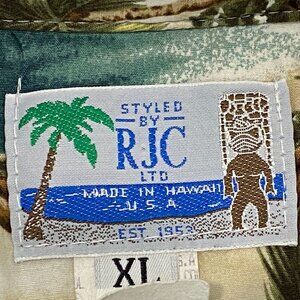 STYLED
BY
RJC
LTD
MADE IN HAWAII
U.S.A
EST. 1953
XL